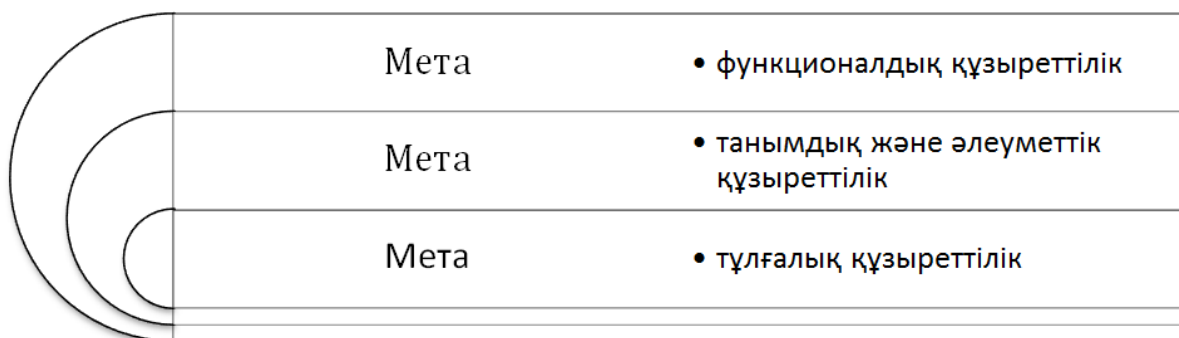 Мета
• функционалдық құзыреттілік
Мета
• танымдық және әлеуметтік
құзыреттілік
Мета
• тұлғалық құзыреттілік